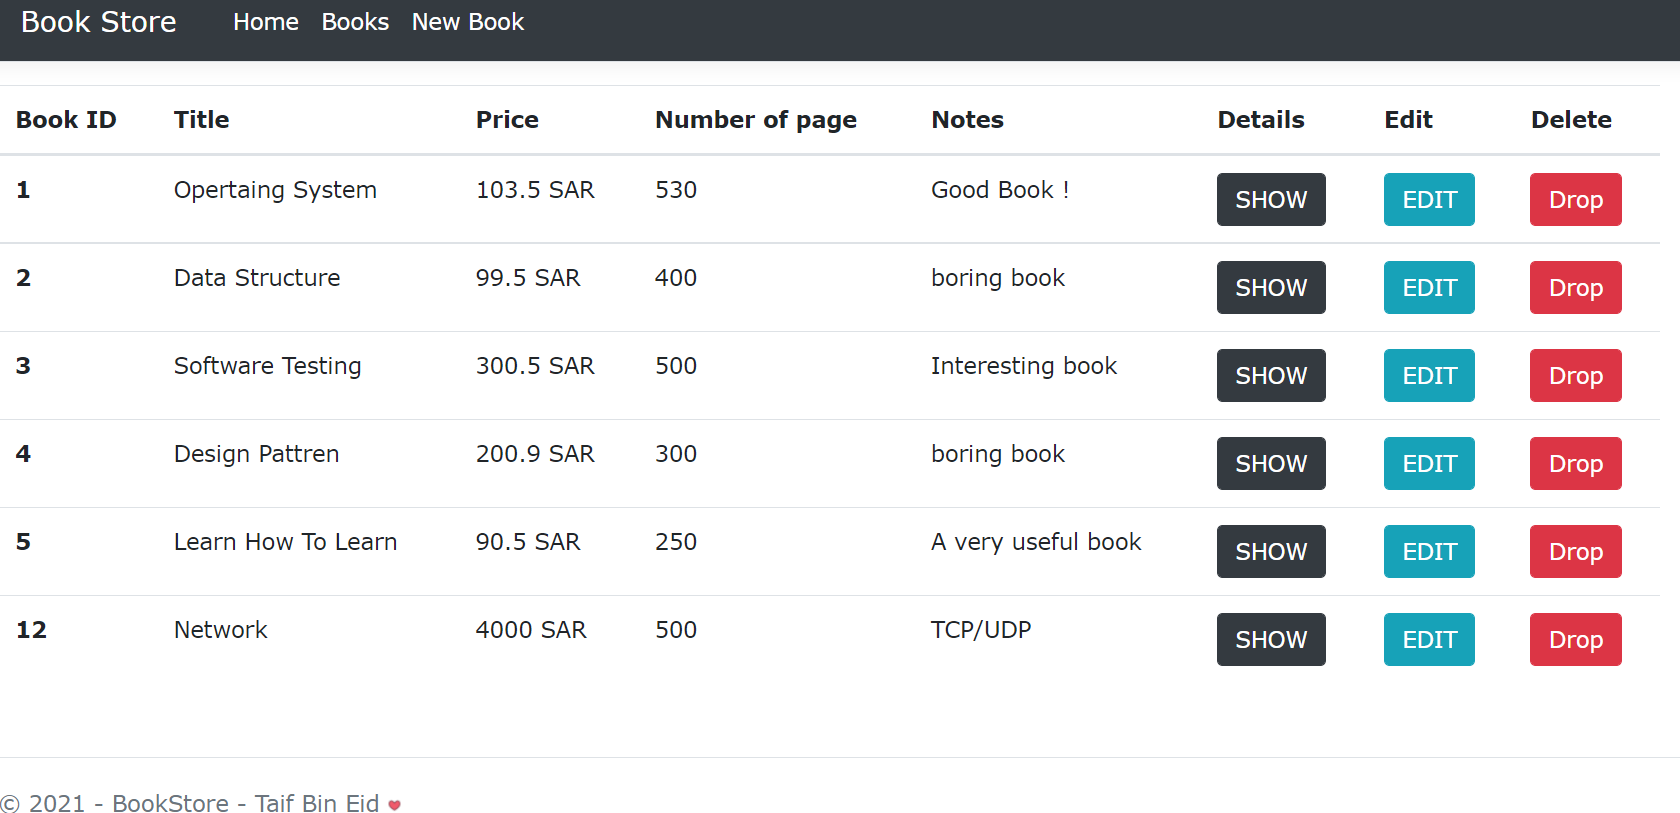 Book Store Home Books New Book
Book ID Title Price Number of page Notes Details Edit Delete
1 Opertaing System 103.5 SAR 530 Good Book ! SHOW EDIT Drop
2 Data Structure 99.5 SAR 400 boring book SHOW EDIT Drop
3 Software Testing 300.5 SAR 500 Interesting book SHOW EDIT Drop
4 Design Pattren 200.9 SAR 300 boring book SHOW EDIT Drop
5 Learn How To Learn 90.5 SAR 250 A very useful book SHOW EDIT Drop
12 Network 4000 SAR 500 TCP/UDP SHOW EDIT Drop
© 2021 - BookStore - Taif Bin Eid ❤